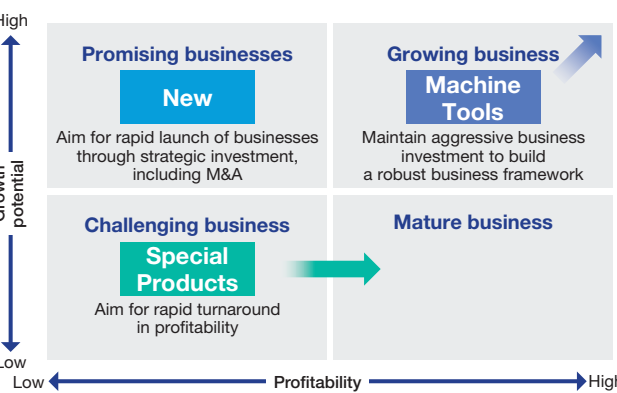 High
Promising businesses
New
Aim for rapid launch of businesses
through strategic investment,
including M&A
Growing business
Machine
Tools
Maintain aggressive business
investment to build
a robust business framework
Growth
potential
Challenging business
Special
Products
Aim for rapid turnaround
in profitability
Mature business
Low
Low
Profitability
High